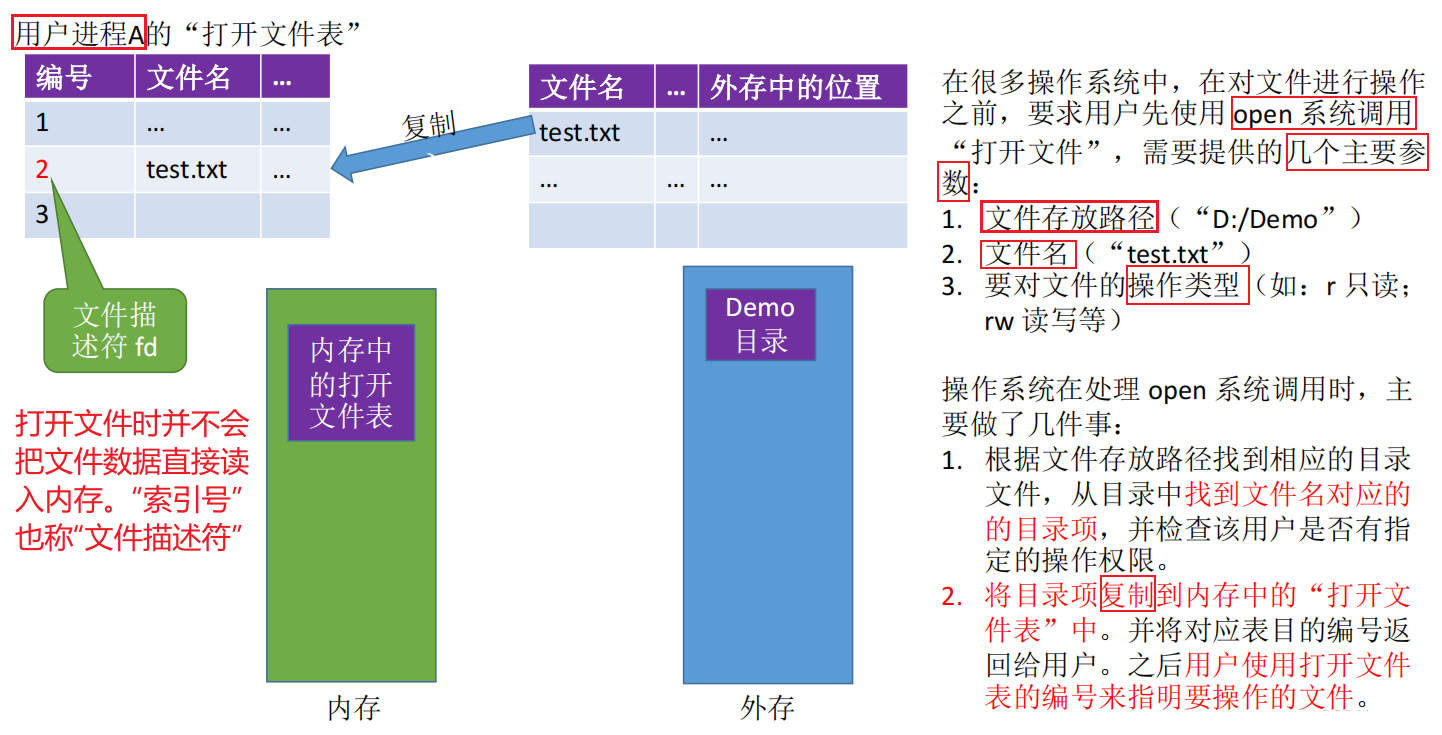 用户进程A的“打开文件表”
编号 文件名 ...
1 ... ...
2 test.txt ...
3
复制
文件名 ... 外存中的位置
test.txt ...
... ... ...
文件描
述符 fd
打开文件时并不会
把文件数据直接读
入内存。“索引号”
也称“文件描述符”
内存中
的打开
文件表
内存
Demo
目录
外存
在很多操作系统中，在对文件进行操作
之前，要求用户先使用 open 系统调用
“打开文件”，需要提供的几个主要参
数：
1. 文件存放路径（“D:/Demo”）
2. 文件名（“test.txt”）
3. 要对文件的操作类型（如：r 只读；
rw 读写等）
操作系统在处理 open 系统调用时，主
要做了几件事：
1. 根据文件存放路径找到相应的目录
文件，从目录中找到文件名对应的
的目录项，并检查该用户是否有指
定的操作权限。
2. 将目录项复制到内存中的“打开文
件表”中。并将对应表目的编号返
回给用户。之后用户使用打开文件
表的编号来指明要操作的文件。